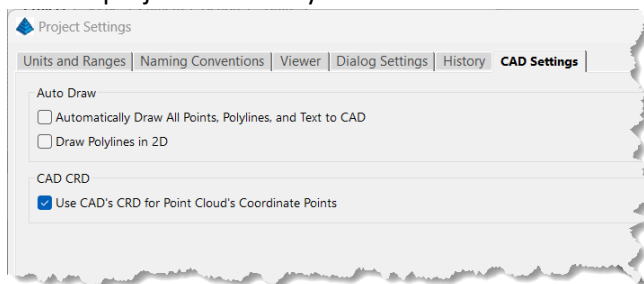 Project Settings
Units and Ranges Naming Conventions Viewer Dialog Settings History CAD Settings
Auto Draw
Automatically Draw All Points, Polylines, and Text to CAD
Draw Polylines in 2D
CAD CRD
Use CAD's CRD for Point Cloud's Coordinate Points